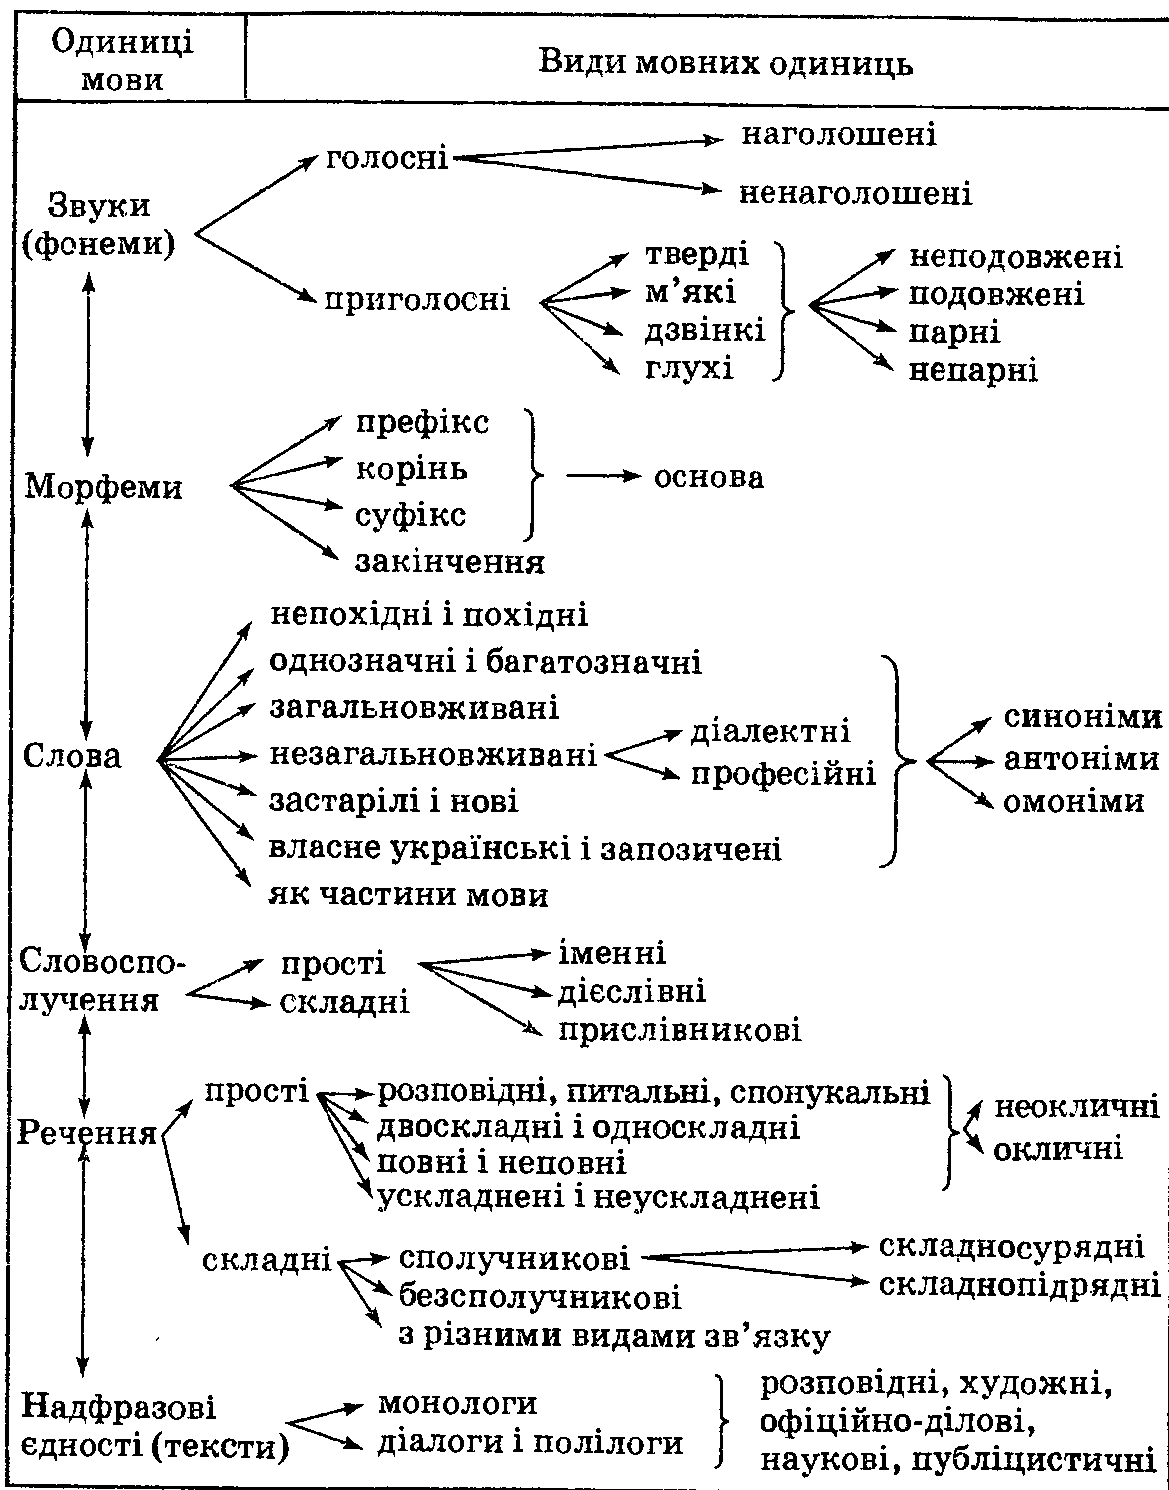 Одиниці
мови
Види мовних одиниць
Звуки
(фонеми)
голосні
наголошені
ненаголошені
приголосні
тверді
м'які
дзвінкі
глухі
неподовжені
подовжені
парні
непарні
Морфеми
префікс
корінь
суфікс
закінчення
основа
Слова
непохідні і похідні
однозначні і багатозначні
загальновживані
незагальновживані
діалектні
професійні
застарілі і нові
власне українські і запозичені
як частини мови
синоніми
антоніми
омоніми
Словоспо-
лучення
прості
складні
іменні
дієслівні
прислівникові
Речення
прості
розповідні, питальні, спонукальні
двоскладні і односкладні
повні і неповні
ускладнені і неускладнені
неокличні
окличні
складні
сполучникові
безсполучникові
з різними видами зв'язку
складносурядні
складнопідрядні
Надфразові
єдності (тексти)
монологи
діалоги і полілоги
розповідні, художні,
офіційно-ділові,
наукові, публіцистичні